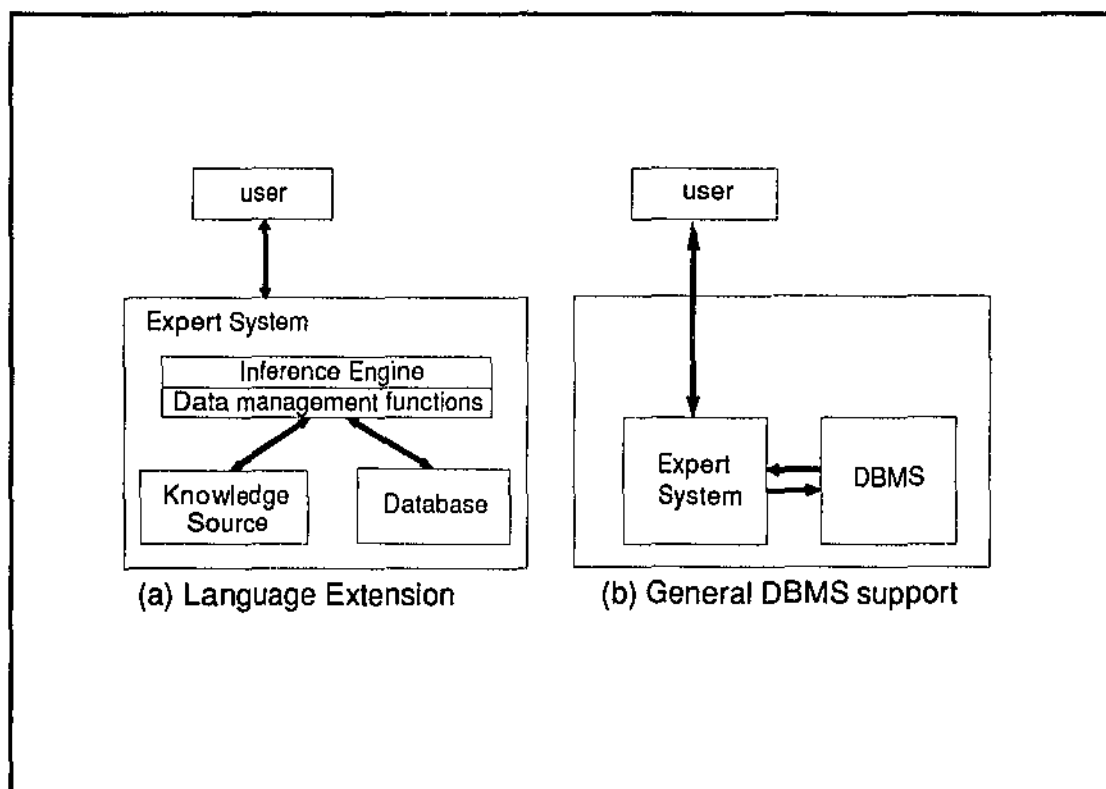 user
Expert System
Inference Engine
Data management functions
Knowledge
Source
Database
(a) Language Extension
user
Expert
System
DBMS
(b) General DBMS support